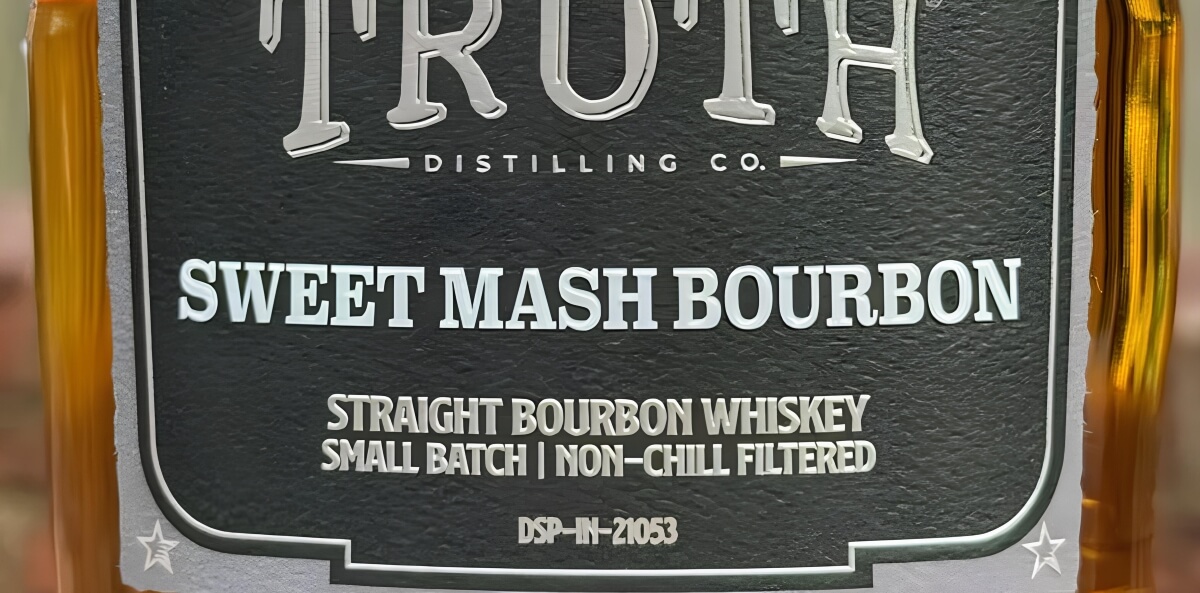 TRUTH
DISTILLING CO.
SWEET MASH BOURBON
STRAIGHT BOURBON WHISKEY
SMALL BATCH | NON-CHILL FILTERED
DSP-IN-21053